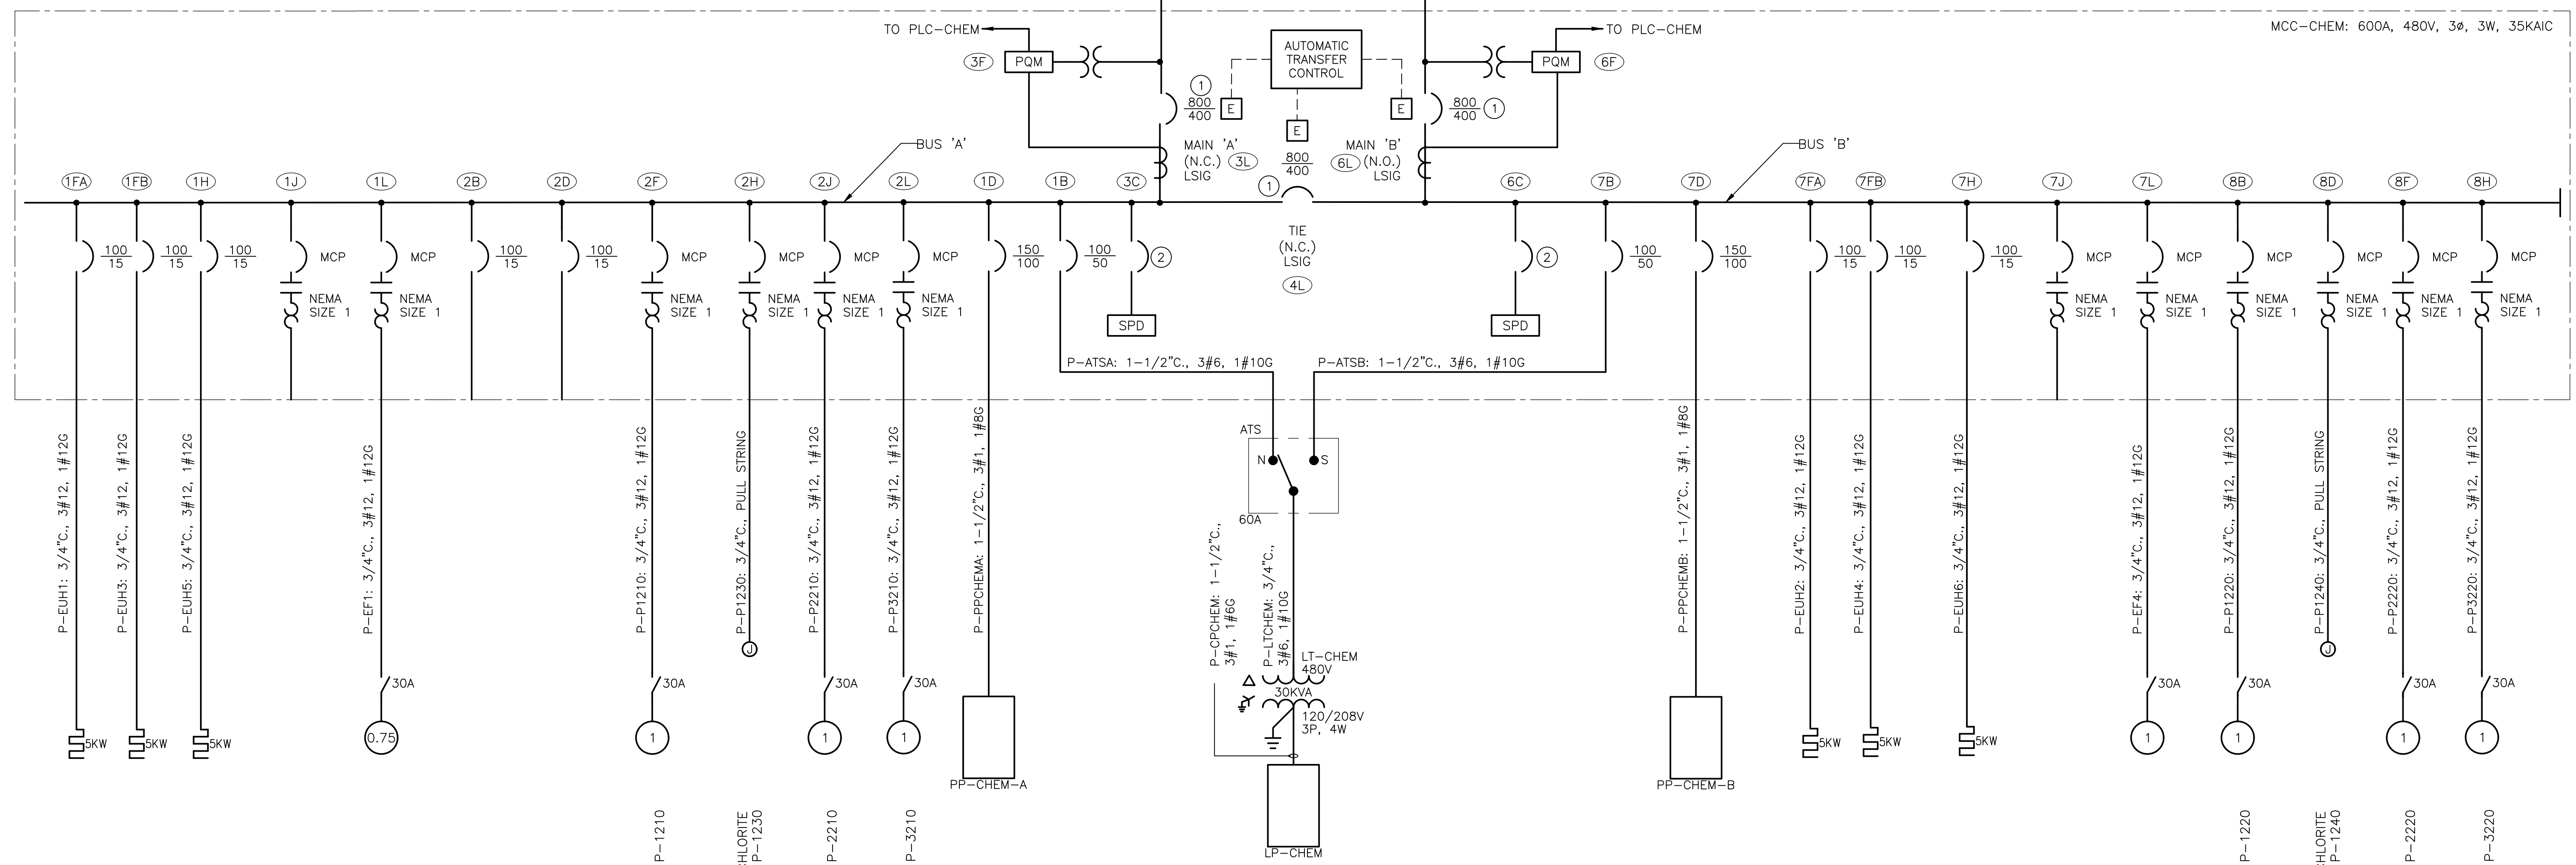 TO PLC-CHEM
TO PLC-CHEM
MCC-CHEM: 600A, 480V, 3ø, 3W, 35KAIC
3F
PQM
AUTOMATIC
TRANSFER
CONTROL
PQM
6F
1
800
400
E
E
E
800
400
1
MAIN 'A'
(N.C.)
LSIG
3L
800
400
1
MAIN 'B'
(N.O.)
LSIG
6L
BUS 'A'
BUS 'B'
1FA
1FB
1H
1J
1L
2B
2D
2F
2H
2J
2L
1D
1B
3C
6C
7B
7D
7FA
7FB
7H
7J
7L
8B
8D
8F
8H
TIE
(N.C.)
LSIG
4L
100
15
100
15
100
15
MCP
MCP
100
15
100
15
MCP
MCP
MCP
MCP
150
100
100
50
2
2
100
50
150
100
100
15
100
15
100
15
MCP
MCP
MCP
MCP
MCP
MCP
NEMA
SIZE 1
NEMA
SIZE 1
NEMA
SIZE 1
NEMA
SIZE 1
NEMA
SIZE 1
NEMA
SIZE 1
SPD
SPD
NEMA
SIZE 1
NEMA
SIZE 1
NEMA
SIZE 1
NEMA
SIZE 1
NEMA
SIZE 1
NEMA
SIZE 1
P-ATSA: 1-1/2"C., 3#6, 1#10G
P-ATSB: 1-1/2"C., 3#6, 1#10G
P-EUH1: 3/4"C., 3#12, 1#12G
P-EUH3: 3/4"C., 3#12, 1#12G
P-EUH5: 3/4"C., 3#12, 1#12G
P-EF1: 3/4"C., 3#12, 1#12G
P-P1210: 3/4"C., 3#12, 1#12G
P-P1230: 3/4"C., PULL STRING
P-P2210: 3/4"C., 3#12, 1#12G
P-P3210: 3/4"C., 3#12, 1#12G
P-PPCHEMA: 1-1/2"C., 3#1, 1#8G
ATS
N
S
60A
P-CPCHEM: 1-1/2"C.,
3#1, 1#6G
P-LTCHEM: 3/4"C.,
3#6, 1#10G
P-PPCHEMB: 1-1/2"C., 3#1, 1#8G
P-EUH2: 3/4"C., 3#12, 1#12G
P-EUH4: 3/4"C., 3#12, 1#12G
P-EUH6: 3/4"C., 3#12, 1#12G
P-EF4: 3/4"C., 3#12, 1#12G
P-P1220: 3/4"C., 3#12, 1#12G
P-P1240: 3/4"C., PULL STRING
P-P2220: 3/4"C., 3#12, 1#12G
P-P3220: 3/4"C., 3#12, 1#12G
J
J
LT-CHEM
480V
30KVA
120/208V
3P, 4W
30A
30A
30A
30A
30A
30A
30A
30A
5KW
5KW
5KW
0.75
1
1
1
5KW
5KW
5KW
1
1
1
1
PP-CHEM-A
PP-CHEM-B
LP-CHEM
P-1210
CHLORITE
P-1230
P-2210
P-3210
P-1220
CHLORITE
P-1240
P-2220
P-3220